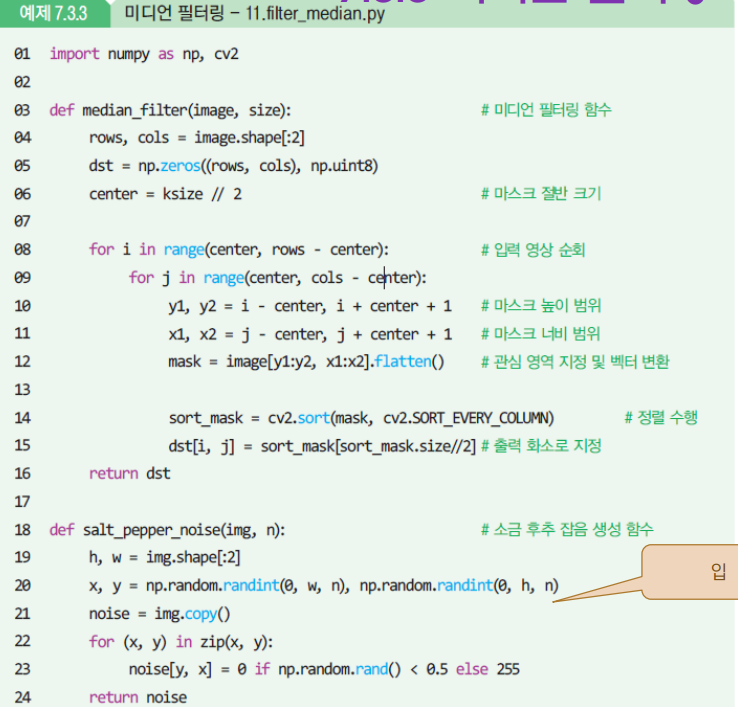 예제 7.3.3 미디언 필터링 - 11.filter_median.py
01 import numpy as np, cv2
02
03 def median_filter(image, size): # 미디언 필터링 함수
04 rows, cols = image.shape[:2]
05 dst = np.zeros((rows, cols), np.uint8)
06 center = ksize // 2 # 마스크 절반 크기
07
08 for i in range(center, rows - center): # 입력 영상 순회
09 for j in range(center, cols - center):
10 y1, y2 = i - center, i + center + 1 # 마스크 높이 범위
11 x1, x2 = j - center, j + center + 1 # 마스크 너비 범위
12 mask = image[y1:y2, x1:x2].flatten() # 관심 영역 지정 및 벡터 변환
13
14 sort_mask = cv2.sort(mask, cv2.SORT_EVERY_COLUMN) # 정렬 수행
15 dst[i, j] = sort_mask[sort_mask.size//2] # 출력 화소로 지정
16 return dst
17
18 def salt_pepper_noise(img, n): # 소금 후추 잡음 생성 함수
19 h, w = img.shape[:2]
20 x, y = np.random.randint(0, w, n), np.random.randint(0, h, n)
입
21 noise = img.copy()
22 for (x, y) in zip(x, y):
23 noise[y, x] = 0 if np.random.rand() < 0.5 else 255
24 return noise